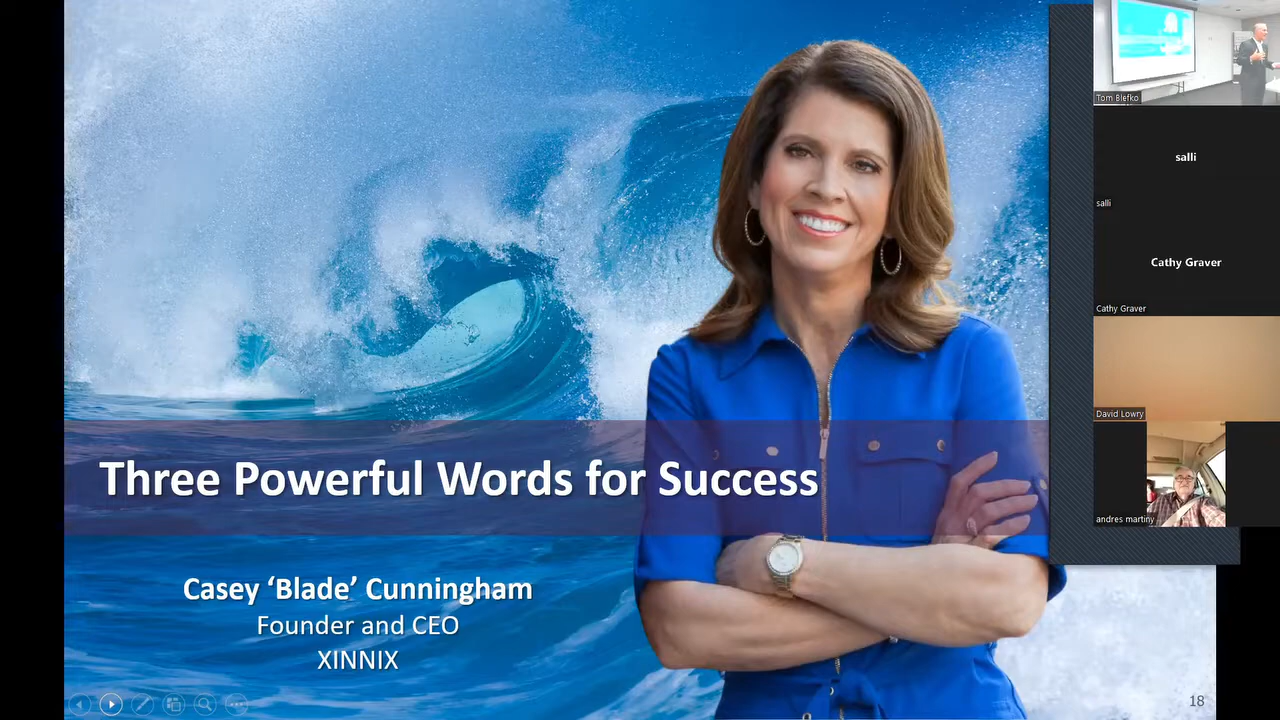 Three Powerful Words for Success
Casey ‘Blade’ Cunningham
Founder and CEO
XINNIX
18
Tom Blefko
salli
salli
Cathy Graver
Cathy Graver
David Lowry
andres martiny